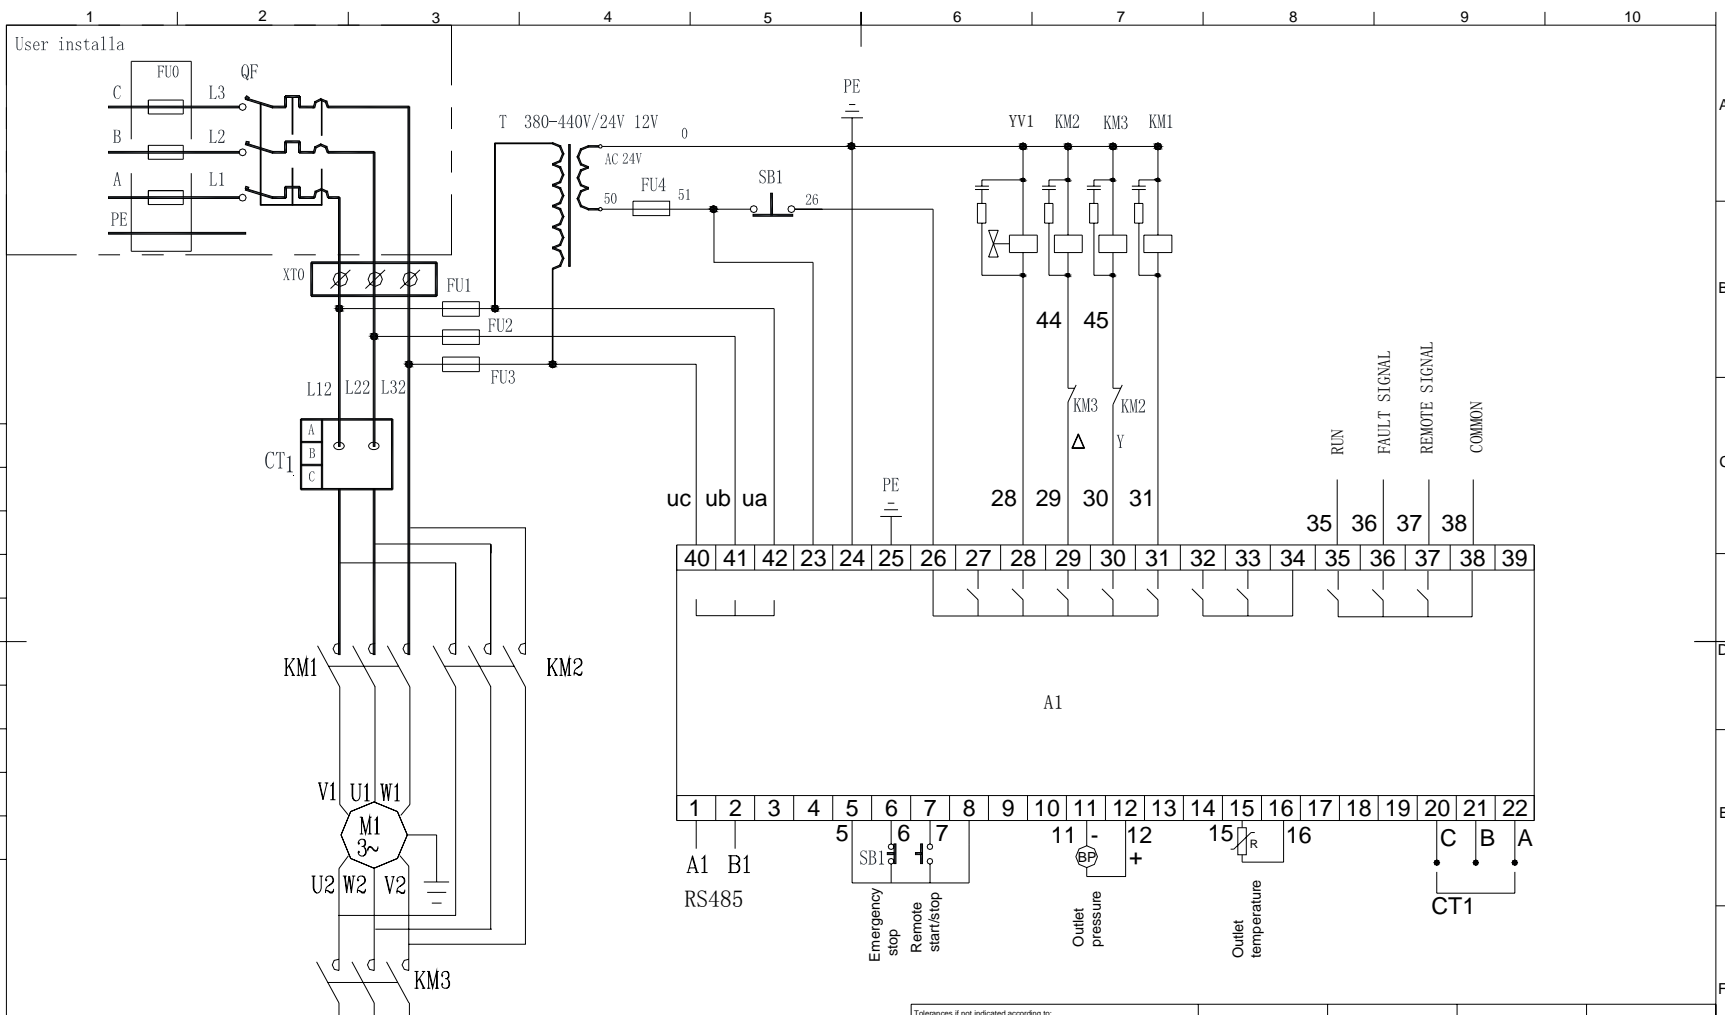 1 2 3 4 5 6 7 8 9 10
User installa
FU0 QF
C L3
B L2
A L1
PE
A
T 380-440V/24V 12V 0
AC 24V
50 FU4 51 SB1 26
PE
YV1 KM2 KM3 KM1
XT0
FU1
FU2
FU3
44 45
L12 L22 L32
KM3 KM2
Δ Y
RUN
FAULT SIGNAL
REMOTE SIGNAL
COMMON
CT1
A
B
C
uc ub ua
PE
28 29 30 31
35 36 37 38
40 41 42 23 24 25 26 27 28 29 30 31 32 33 34 35 36 37 38 39
KM1 KM2
A1
D
V1 U1 W1
M1
3~
U2 W2 V2
KM3
1 2 3 4 5 6 7 8 9 10 11 12 13 14 15 16 17 18 19 20 21 22
5 6 7 11 - 12 15 16 C B A
SB1
BP
+
R
A1 B1
RS485
Emergency
stop
Remote
start/stop
Outlet
pressure
Outlet
temperature
CT1
F
Tolerances if not indicated according to: